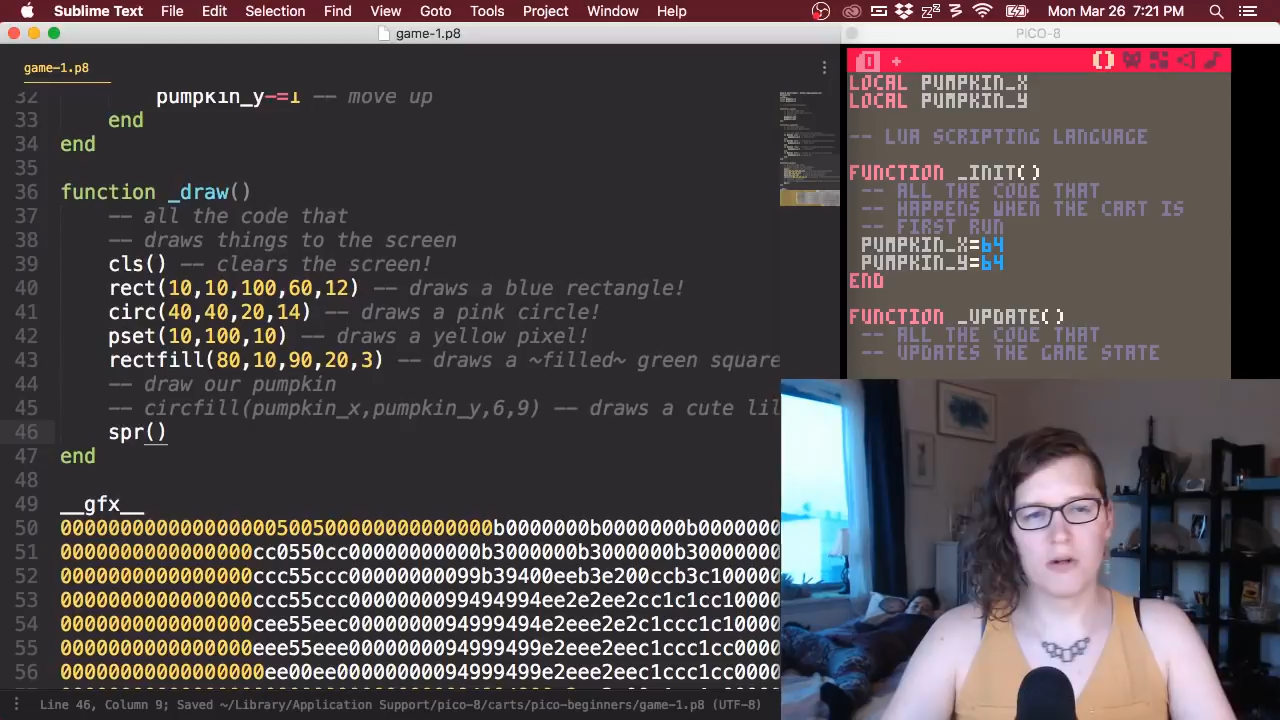 Sublime Text File Edit Selection Find View Goto Tools Project Window Help Mon Mar 26 7:21 PM
game-1.p8
PICO-8
game-1.p8
32 pumpkin_y-=1 -- move up
33 end
34 end
35
36 function _draw()
37 -- all the code that
38 -- draws things to the screen
39 cls() -- clears the screen!
40 rect(10,10,100,60,12) -- draws a blue rectangle!
41 circ(40,40,20,14) -- draws a pink circle!
42 pset(10,100,10) -- draws a yellow pixel!
43 rectfill(80,10,90,20,3) -- draws a ~filled~ green square
44 -- draw our pumpkin
45 -- circfill(pumpkin_x,pumpkin_y,6,9) -- draws a cute lil
46 spr()
47 end
48
49 __gfx__
50
51
52
53
54
55
56
Line 46, Column 9; Saved ~/Library/Application Support/pico-8/carts/pico-beginners/game-1.p8 (UTF-8)
LOCAL PUMPKIN_X
LOCAL PUMPKIN_Y
-- LUA SCRIPTING LANGUAGE
FUNCTION _INIT()
-- ALL THE CODE THAT
-- HAPPENS WHEN THE CART IS
-- FIRST RUN
PUMPKIN_X=64
PUMPKIN_Y=64
END
FUNCTION _UPDATE()
-- ALL THE CODE THAT
-- UPDATES THE GAME STATE